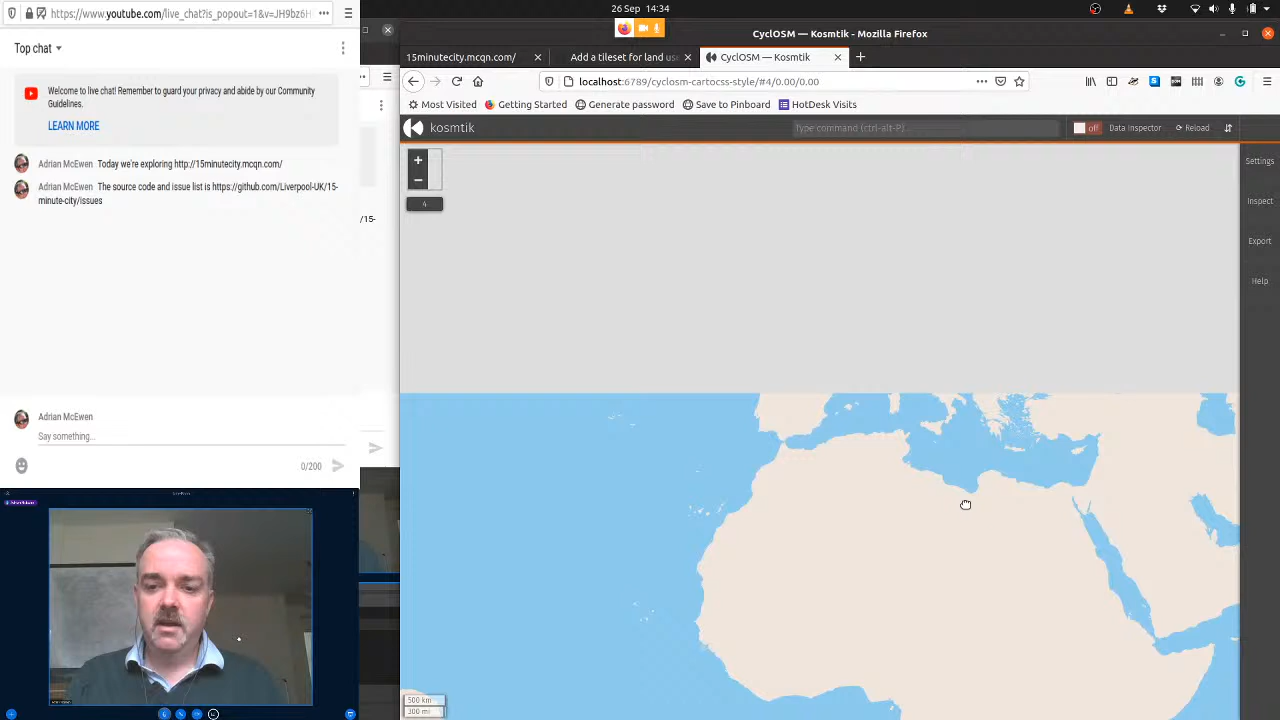 https://www.youtube.com/live_chat?is_popout=1&v=JH9bz6H
Top chat
Welcome to live chat! Remember to guard your privacy and abide by our Community
Guidelines.
LEARN MORE
Adrian McEwen Today we're exploring http://15minutecity.mcqn.com/
Adrian McEwen The source code and issue list is https://github.com/Liverpool-UK/15-
minute-city/issues
Adrian McEwen
Say something...
0/200
/15-
26 Sep 14:34
CyclOSM — Kosmtik - Mozilla Firefox
15minutecity.mcqn.com/
Add a tileset for land use
CyclOSM — Kosmtik
localhost:6789/cyclosm-cartocss-style/#4/0.00/0.00
Most Visited
Getting Started
Generate password
Save to Pinboard
HotDesk Visits
kosmtik
Type command (ctrl-alt-P)...
off
Data Inspector
Reload
+
−
4
Settings
Inspect
Export
Help
500 km
300 mi